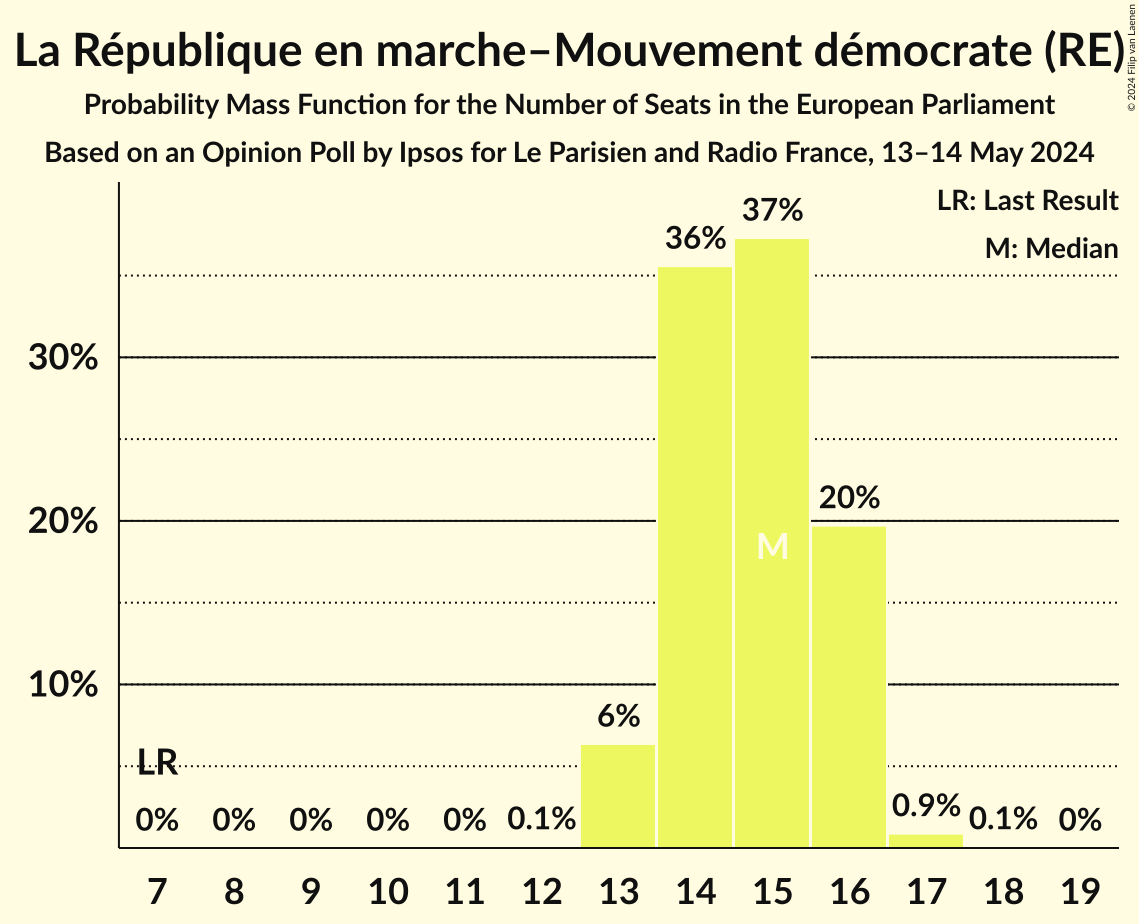 La République en marche–Mouvement démocrate (RE)
© 2024 Filip van Laenen
Probability Mass Function for the Number of Seats in the European Parliament
Based on an Opinion Poll by Ipsos for Le Parisien and Radio France, 13–14 May 2024
LR: Last Result
M: Median
37%
36%
30%
20%
20%
M
10%
6%
LR
0% 0% 0% 0% 0% 0.1% 0.9% 0.1% 0%
7 8 9 10 11 12 13 14 15 16 17 18 19